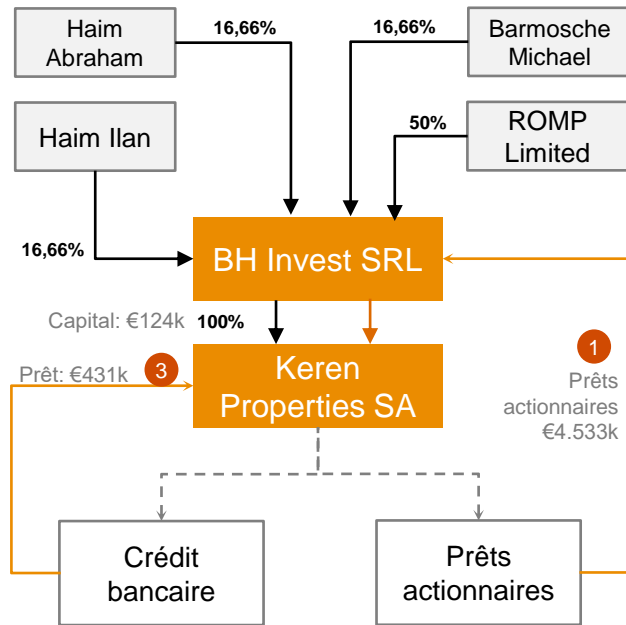 Haim
Abraham
16,66%
16,66%
Barmosche
Michael
Haim Ilan
50%
ROMP
Limited
16,66%
BH Invest SRL
Capital: €124k
100%
Prêt: €431k
3
Keren
Properties SA
1
Prêts
actionnaires
€4.533k
Crédit
bancaire
Prêts
actionnaires